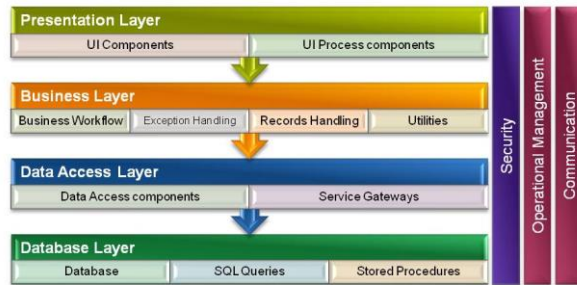 Presentation Layer
UI Components
UI Process components
Business Layer
Business Workflow
Exception Handling
Records Handling
Utilities
Data Access Layer
Data Access components
Service Gateways
Database Layer
Database
SQL Queries
Stored Procedures
Security
Operational Management
Communication